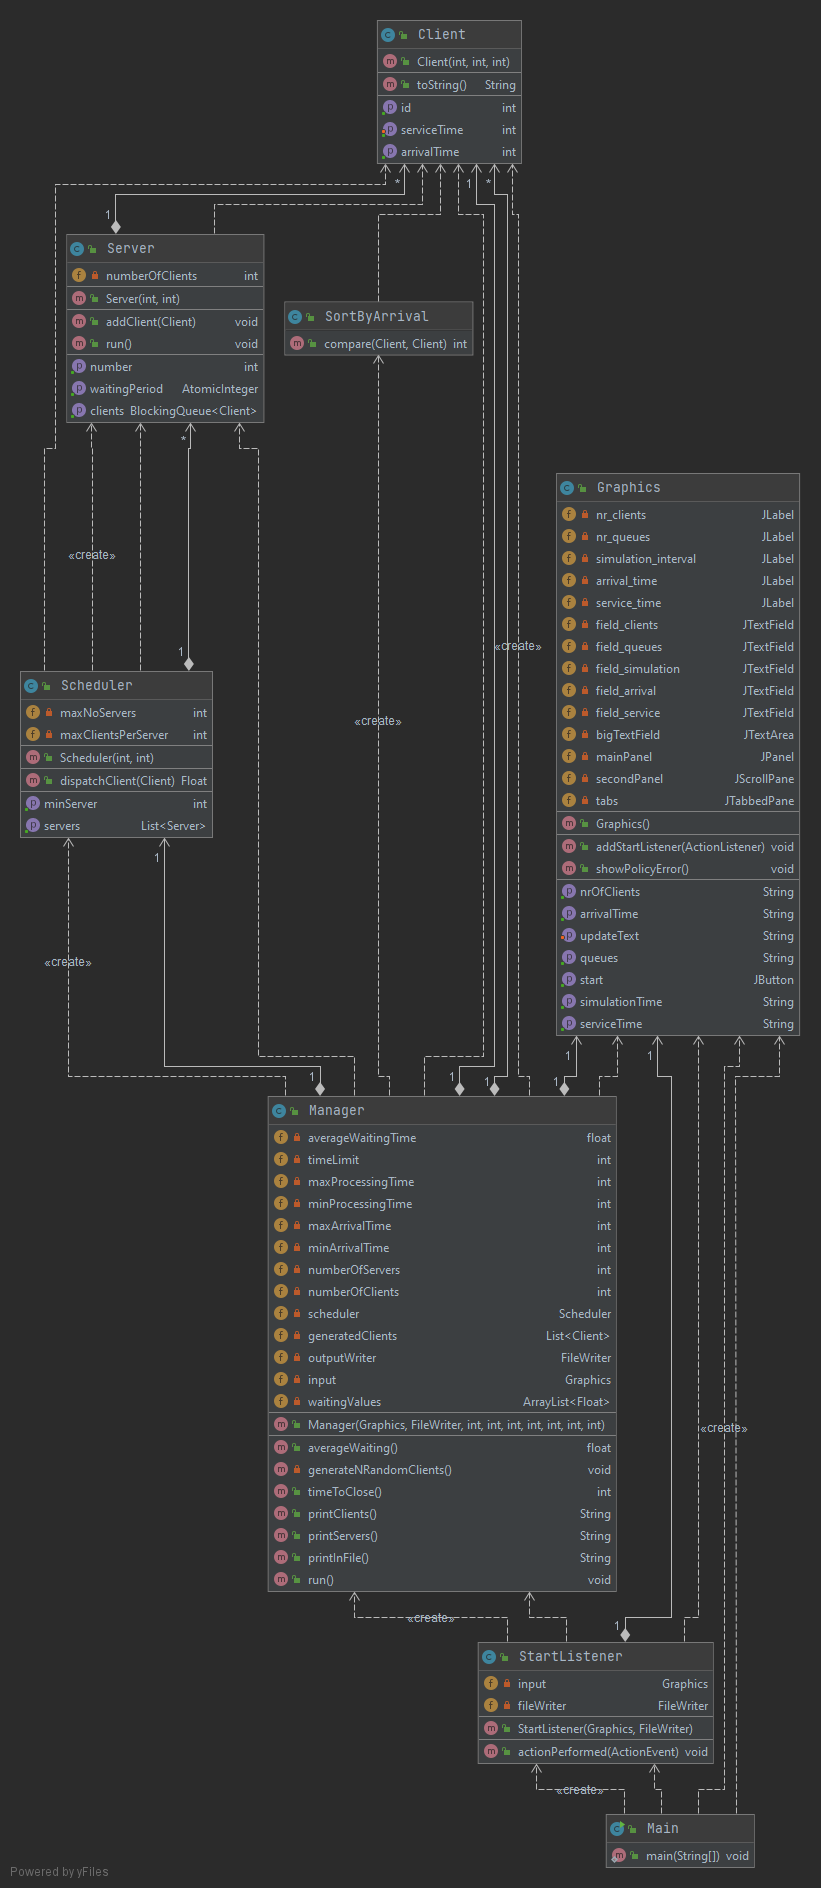 Client
Client(int, int, int)
toString() String
id int
serviceTime int
arrivalTime int
* 1 *
1
Server
numberOfClients int
Server(int, int)
addClient(Client) void
run() void
number int
waitingPeriod AtomicInteger
clients BlockingQueue<Client>
SortByArrival
compare(Client, Client) int
*
Graphics
nr_clients JLabel
nr_queues JLabel
simulation_interval JLabel
arrival_time JLabel
service_time JLabel
field_clients JTextField
field_queues JTextField
field_simulation JTextField
field_arrival JTextField
field_service JTextField
bigTextField JTextArea
mainPanel JPanel
secondPanel JScrollPane
tabs JTabbedPane
Graphics()
addStartListener(ActionListener) void
showPolicyError() void
nrOfClients String
arrivalTime String
updateText String
queues String
start JButton
simulationTime String
serviceTime String
«create»
«create»
1
Scheduler
maxNoServers int
maxClientsPerServer int
Scheduler(int, int)
dispatchClient(Client) Float
minServer int
servers List<Server>
«create»
1
«create»
1 1
1 1 1 1
Manager
averageWaitingTime float
timeLimit int
maxProcessingTime int
minProcessingTime int
maxArrivalTime int
minArrivalTime int
numberOfServers int
numberOfClients int
scheduler Scheduler
generatedClients List<Client>
outputWriter FileWriter
input Graphics
waitingValues ArrayList<Float>
Manager(Graphics, FileWriter, int, int, int, int, int, int, int)
averageWaiting() float
generateNRandomClients() void
timeToClose() int
printClients() String
printServers() String
printInFile() String
run() void
«create»
«create»
1
StartListener
input Graphics
fileWriter FileWriter
StartListener(Graphics, FileWriter)
actionPerformed(ActionEvent) void
«create»
Main
main(String[]) void
Powered by yFiles